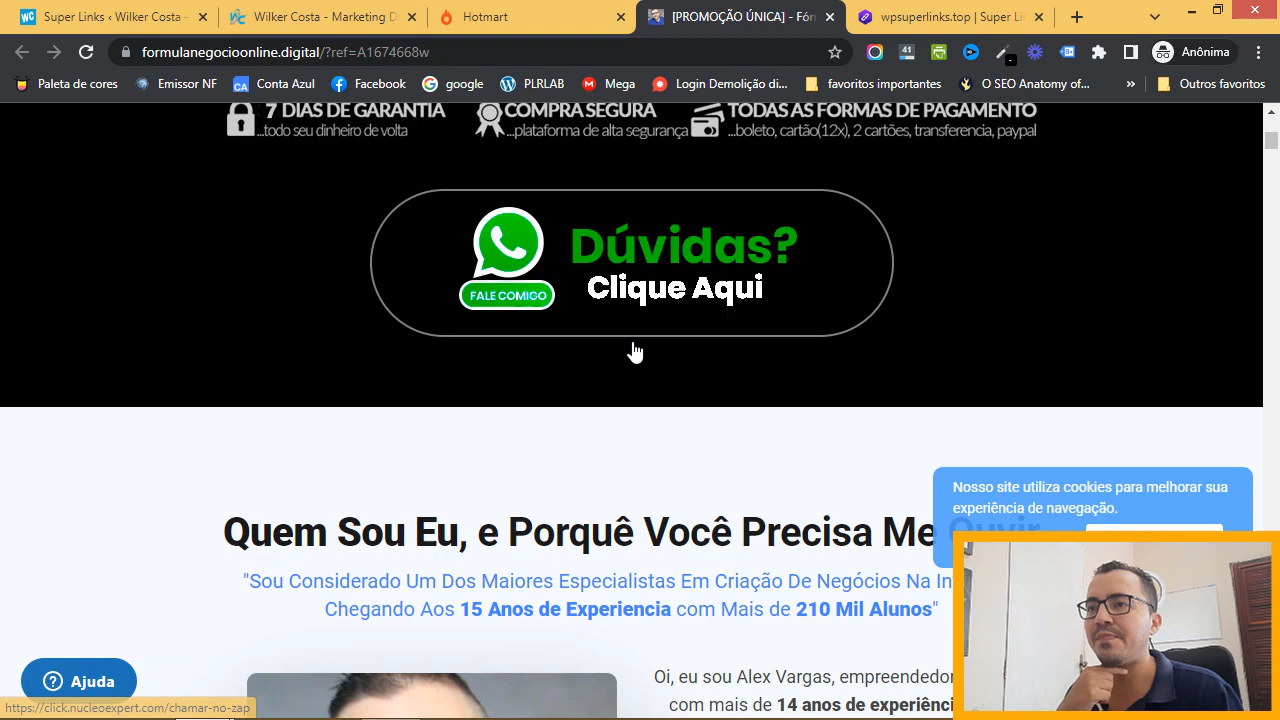 Super Links ‹ Wilker Costa –
Wilker Costa - Marketing D
Hotmart
[PROMOÇÃO ÚNICA] - Fór
wpsuperlinks.top | Super Li
formulanegocioonline.digital/?ref=A1674668w
41
Anônima
Paleta de cores
Emissor NF
CA
Conta Azul
Facebook
google
PLRLAB
Mega
Login Demolição di...
favoritos importantes
O SEO Anatomy of...
»
Outros favoritos
7 DIAS DE GARANTIA
...todo seu dinheiro de volta
COMPRA SEGURA
...plataforma de alta segurança
TODAS AS FORMAS DE PAGAMENTO
...boleto, cartão(12x), 2 cartões, transferencia, paypal
FALE COMIGO
Dúvidas?
Clique Aqui
Nosso site utiliza cookies para melhorar sua
experiência de navegação.
Quem Sou Eu, e Porquê Você Precisa Me Ouvir
"Sou Considerado Um Dos Maiores Especialistas Em Criação De Negócios Na In
Chegando Aos 15 Anos de Experiencia com Mais de 210 Mil Alunos"
Oi, eu sou Alex Vargas, empreendedor
com mais de 14 anos de experiênc
Ajuda
https://click.nucleoexpert.com/chamar-no-zap